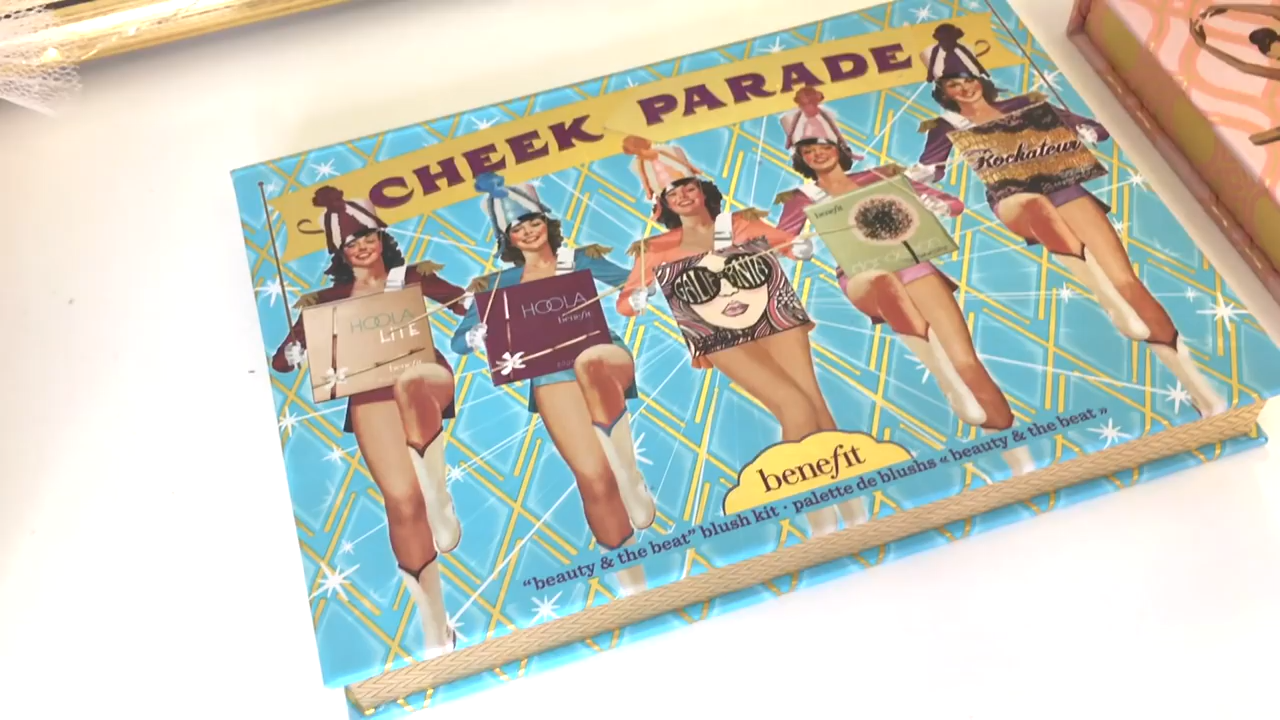 CHEEK PARADE
HOOLA
LiTE
benefit
HOOLA
benefit
GALIFORNIA
benefit
Rockateur
benefit
"beauty & the beat" blush kit · palette de blushs « beauty & the beat »